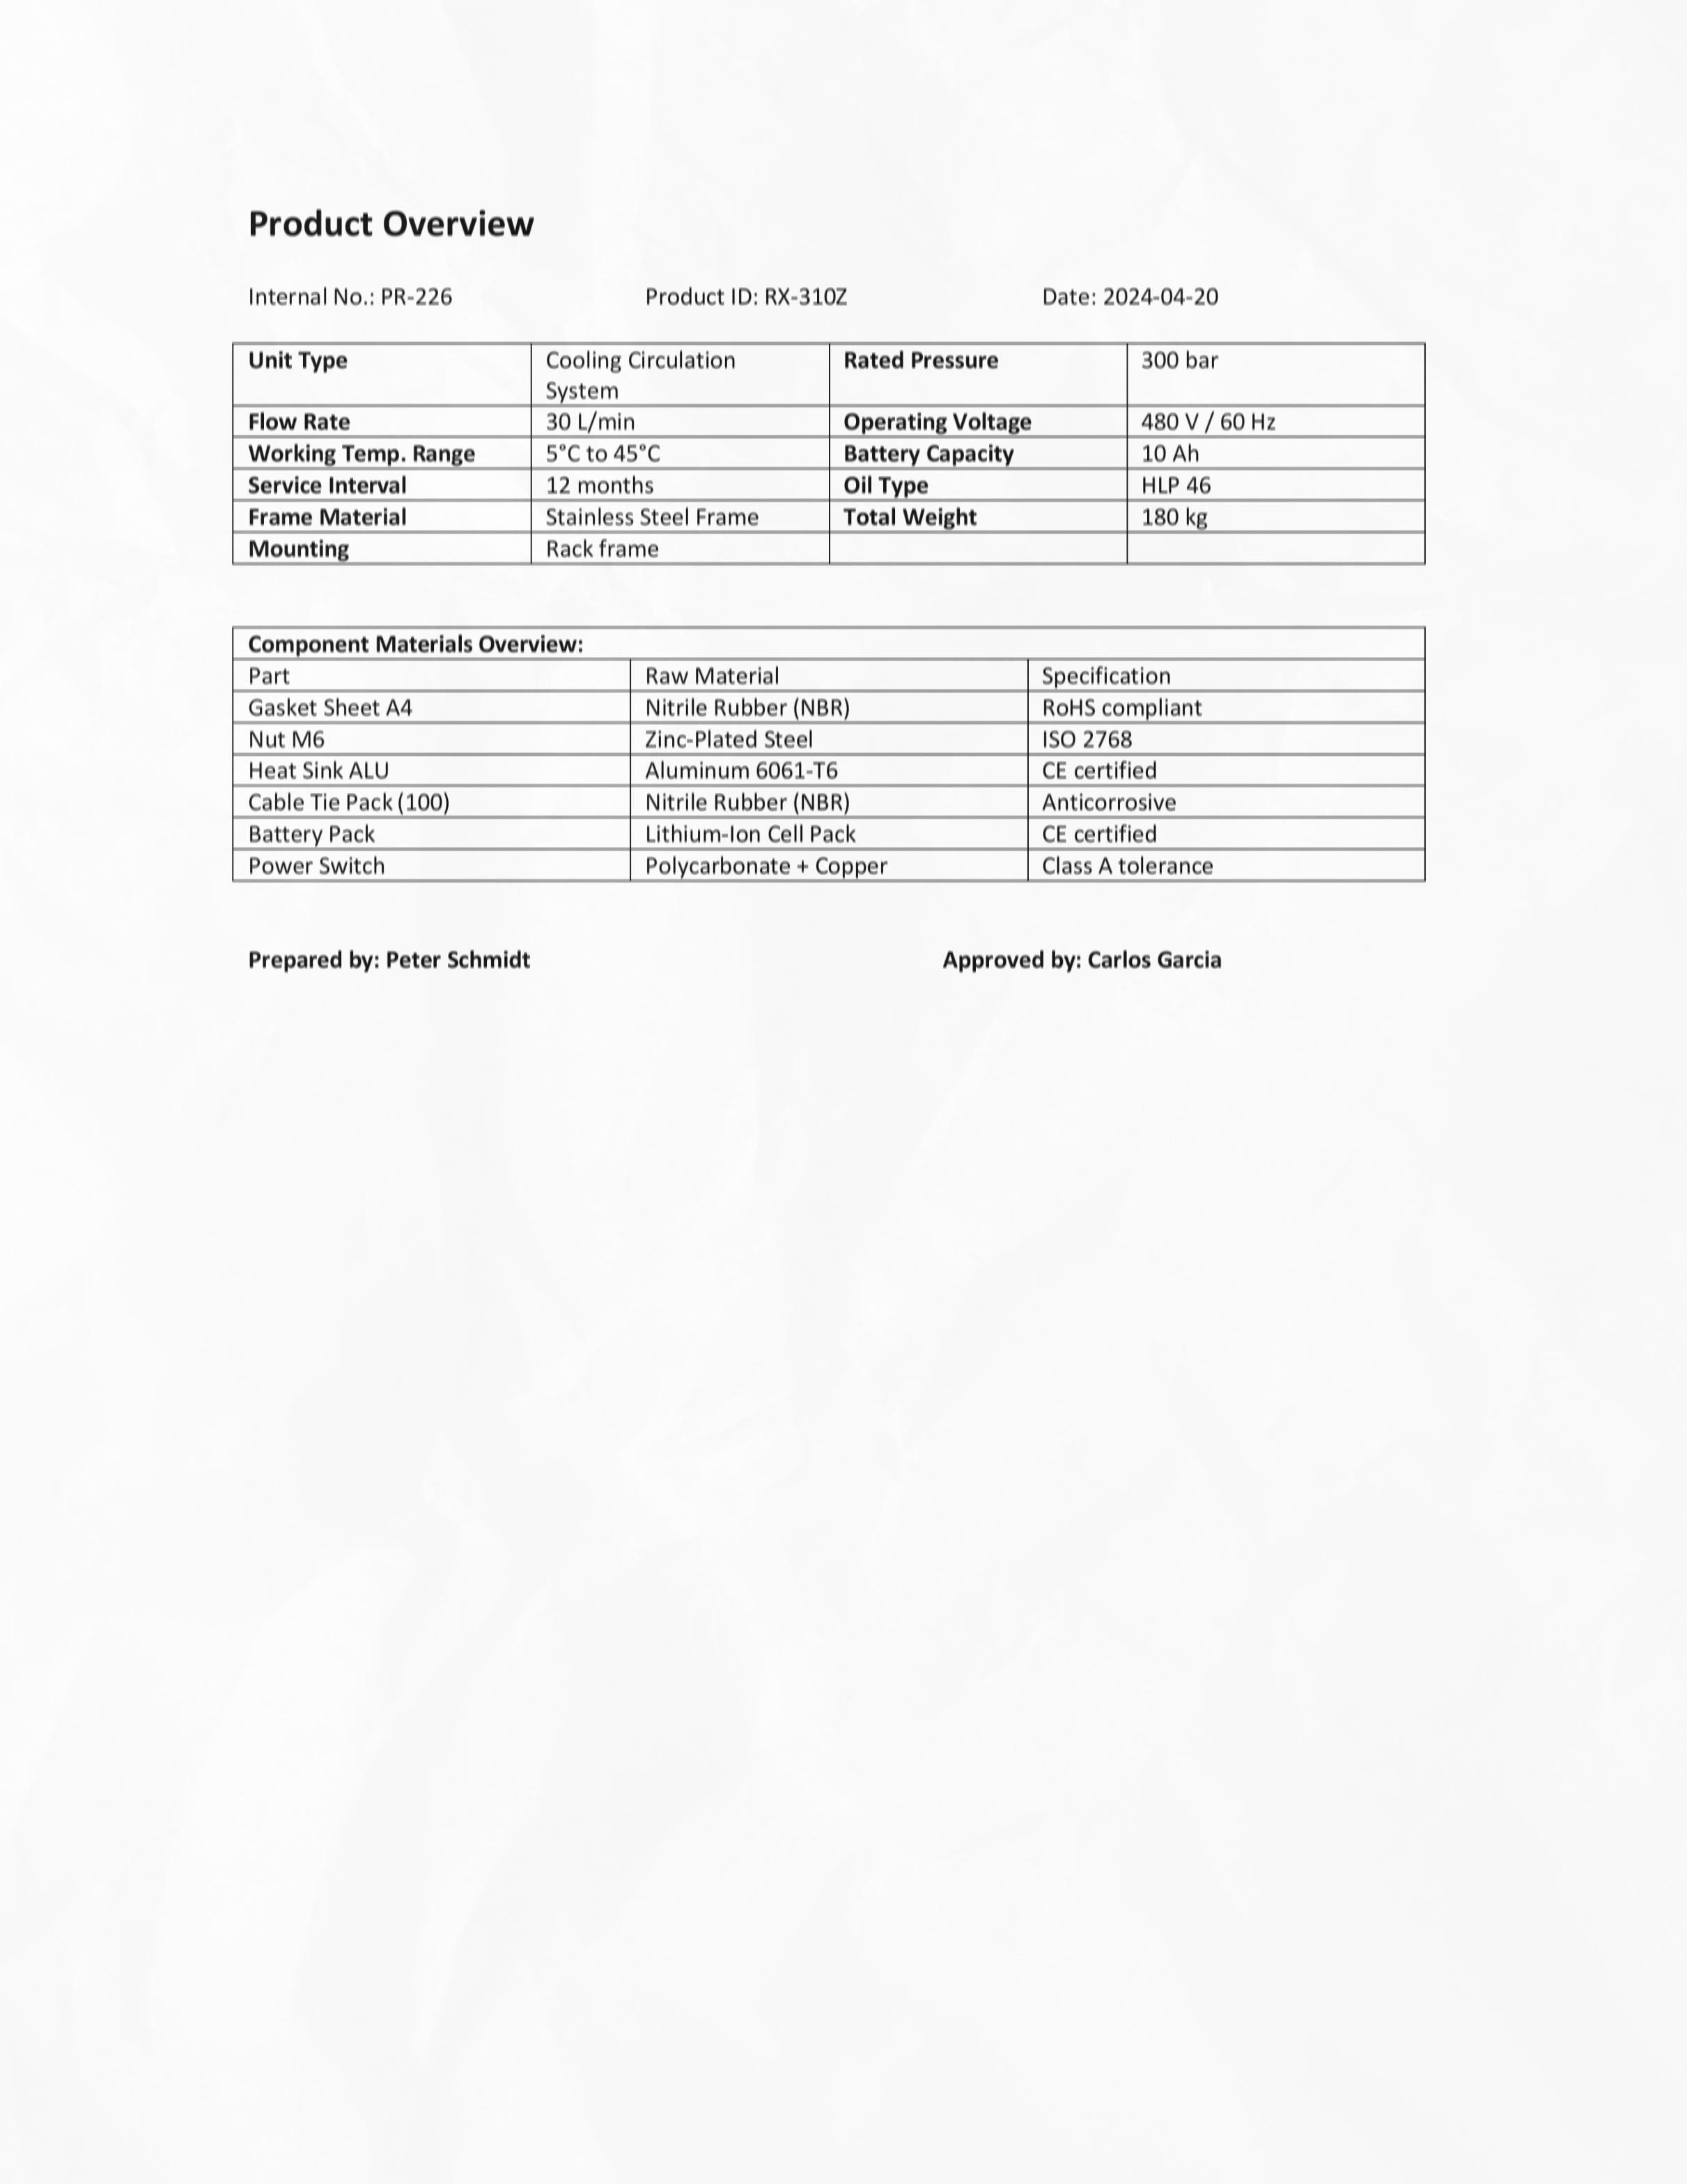 Product Overview
Internal No.: PR-226 Product ID: RX-310Z Date: 2024-04-20
Unit Type Cooling Circulation System Rated Pressure 300 bar
Flow Rate 30 L/min Operating Voltage 480 V / 60 Hz
Working Temp. Range 5°C to 45°C Battery Capacity 10 Ah
Service Interval 12 months Oil Type HLP 46
Frame Material Stainless Steel Frame Total Weight 180 kg
Mounting Rack frame
Component Materials Overview:
Part Raw Material Specification
Gasket Sheet A4 Nitrile Rubber (NBR) RoHS compliant
Nut M6 Zinc-Plated Steel ISO 2768
Heat Sink ALU Aluminum 6061-T6 CE certified
Cable Tie Pack (100) Nitrile Rubber (NBR) Anticorrosive
Battery Pack Lithium-Ion Cell Pack CE certified
Power Switch Polycarbonate + Copper Class A tolerance
Prepared by: Peter Schmidt Approved by: Carlos Garcia